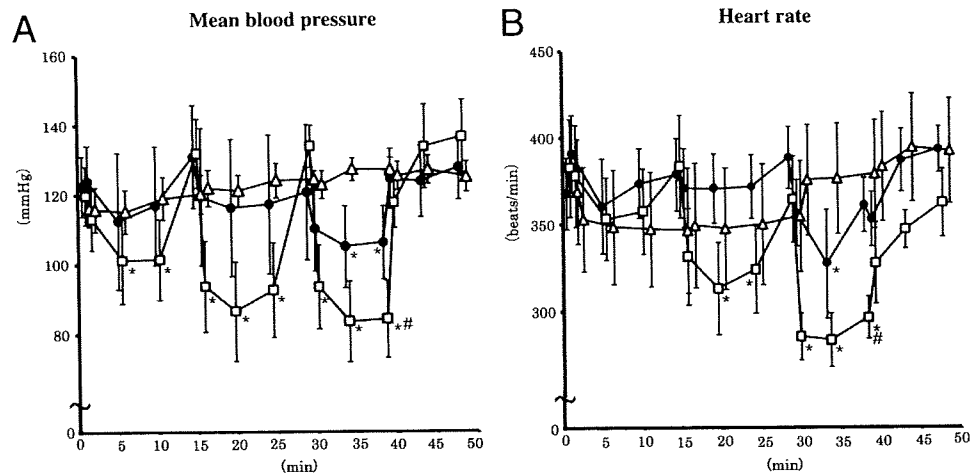 A
Mean blood pressure
160
140
120
100
80
0
(mmHg)
0 5 10 15 20 25 30 35 40 45 50
(min)
* * * * * * * * * *#
B
Heart rate
450
400
350
300
0
(beats/min)
0 5 10 15 20 25 30 35 40 45 50
(min)
* * * * * *
#